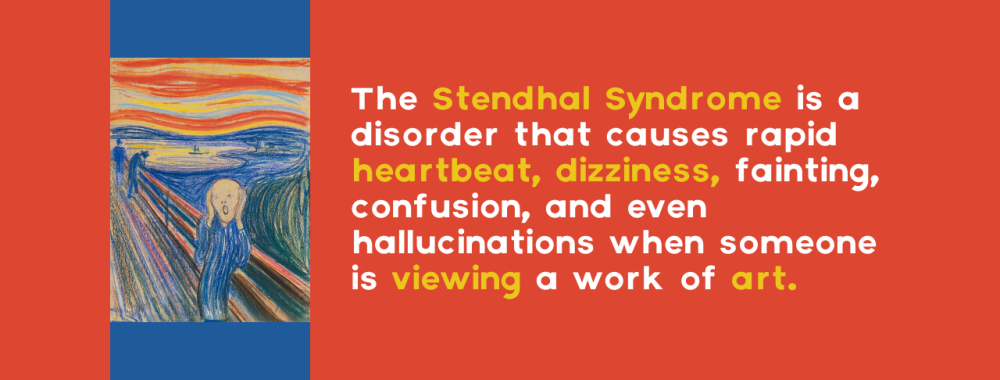 The Stendhal Syndrome is a
disorder that causes rapid
heartbeat, dizziness, fainting,
confusion, and even
hallucinations when someone
is viewing a work of art.